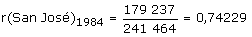 r(San José)1984 = 179 237 / 241 464 = 0,74229